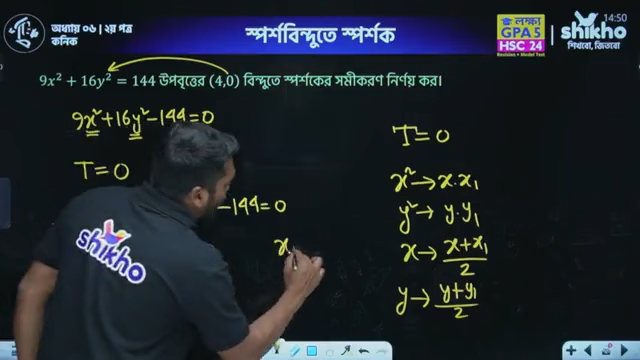 অধ্যায় ০৬ | ২য় পত্র
কনিক
স্পর্শবিন্দুতে স্পর্শক
লক্ষ্য
GPA 5
HSC 24
Revision + Model Test
14:50
shikho
শিখবো, জিতবো
9x² + 16y² = 144 উপবৃত্তের (4,0) বিন্দুতে স্পর্শকের সমীকরণ নির্ণয় কর।
9x²+16y²-144=0
T=0
-144=0
x
T=0
x²→x.x₁
y²→y.y₁
x→(x+x₁)/2
y→(y+y₁)/2
shikho